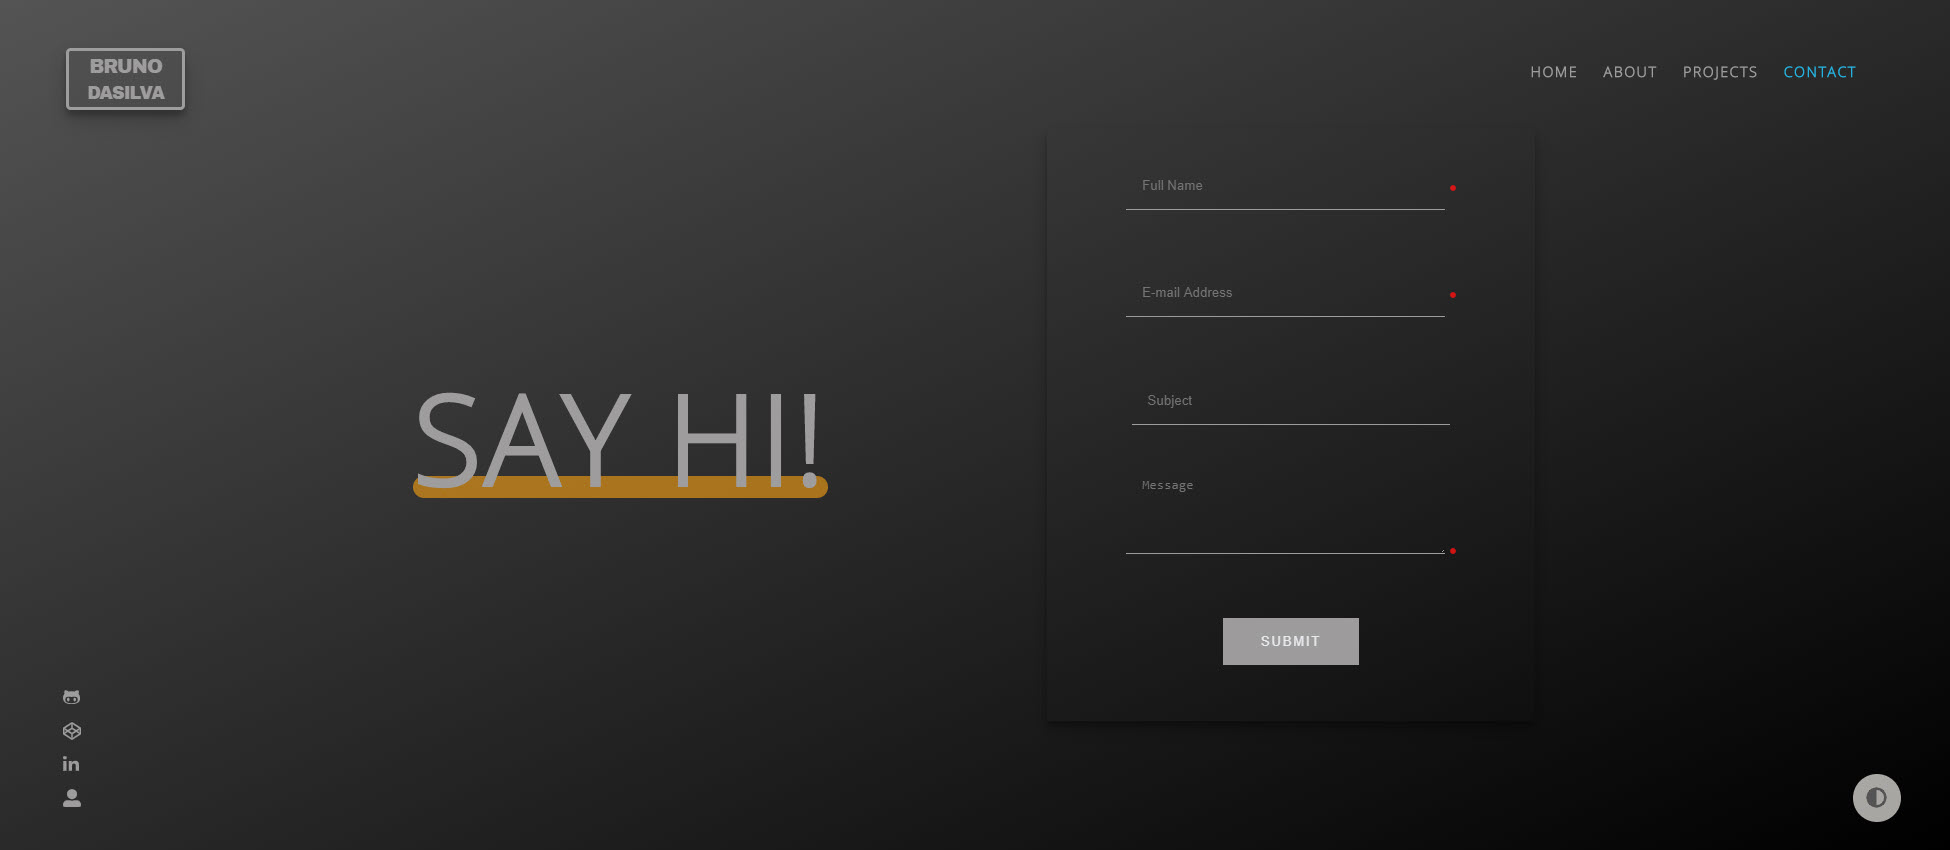 BRUNO
DASILVA
HOME ABOUT PROJECTS CONTACT
SAY HI!
Full Name
E-mail Address
Subject
Message
SUBMIT